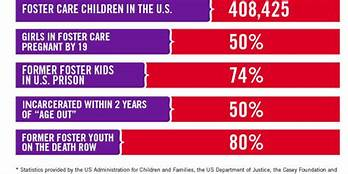 FOSTER CARE CHILDREN IN THE U.S.
408,425
GIRLS IN FOSTER CARE
PREGNANT BY 19
50%
FORMER FOSTER KIDS
IN U.S. PRISON
74%
INCARCERATED WITHIN 2 YEARS
OF "AGE OUT"
50%
FORMER FOSTER YOUTH
ON THE DEATH ROW
80%
* Statistics provided by the US Administration for Children and Families, the US Department of Justice, the Casey Foundation and